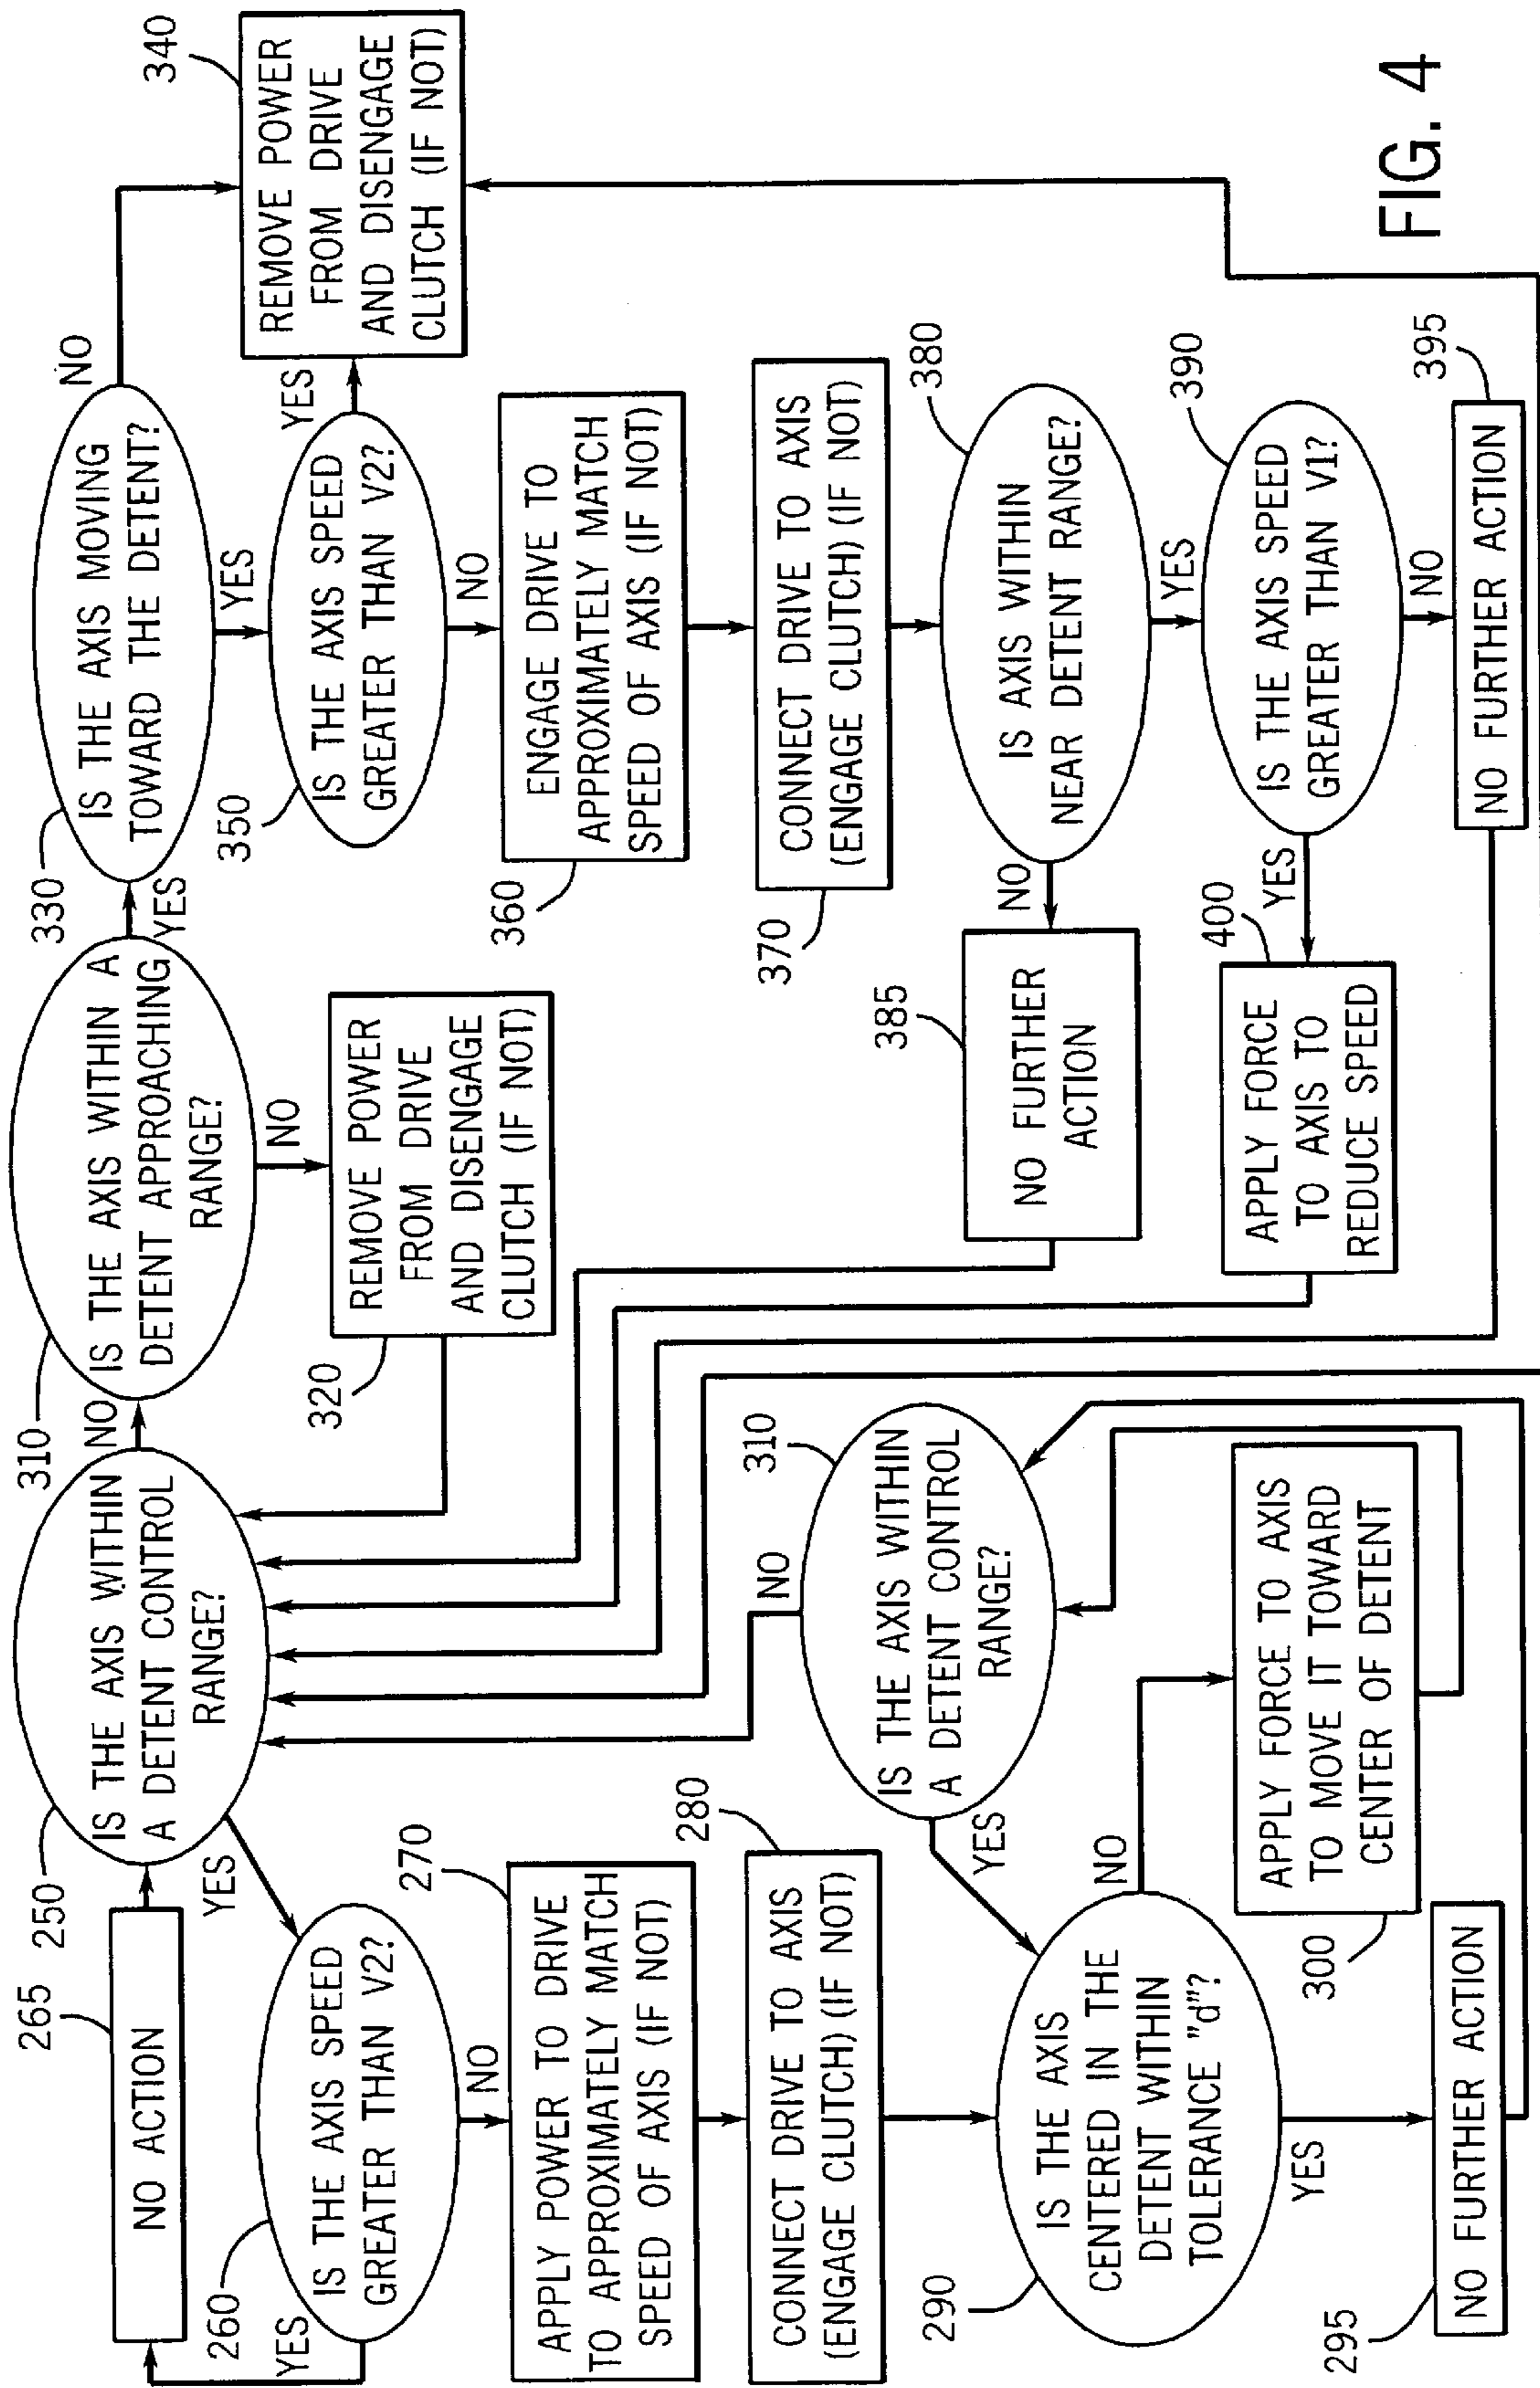 265
NO ACTION
250
IS THE AXIS WITHIN
A DETENT CONTROL
RANGE?
NO
YES
310
IS THE AXIS WITHIN A
DETENT APPROACHING
RANGE?
YES
NO
330
IS THE AXIS MOVING
TOWARD THE DETENT?
NO
YES
340
REMOVE POWER
FROM DRIVE
AND DISENGAGE
CLUTCH (IF NOT)
260
IS THE AXIS SPEED
GREATER THAN V2?
YES
NO
320
REMOVE POWER
FROM DRIVE
AND DISENGAGE
CLUTCH (IF NOT)
350
IS THE AXIS SPEED
GREATER THAN V2?
YES
NO
270
APPLY POWER TO DRIVE
TO APPROXIMATELY MATCH
SPEED OF AXIS (IF NOT)
360
ENGAGE DRIVE TO
APPROXIMATELY MATCH
SPEED OF AXIS (IF NOT)
280
CONNECT DRIVE TO AXIS
(ENGAGE CLUTCH) (IF NOT)
370
CONNECT DRIVE TO AXIS
(ENGAGE CLUTCH) (IF NOT)
310
IS THE AXIS WITHIN
A DETENT CONTROL
RANGE?
NO
YES
380
IS AXIS WITHIN
NEAR DETENT RANGE?
NO
YES
385
NO FURTHER
ACTION
290
IS THE AXIS
CENTERED IN THE
DETENT WITHIN
TOLERANCE "d"?
NO
YES
300
APPLY FORCE TO AXIS
TO MOVE IT TOWARD
CENTER OF DETENT
390
IS THE AXIS SPEED
GREATER THAN V1?
YES
NO
400
APPLY FORCE
TO AXIS TO
REDUCE SPEED
295
NO FURTHER ACTION
395
NO FURTHER ACTION
FIG. 4